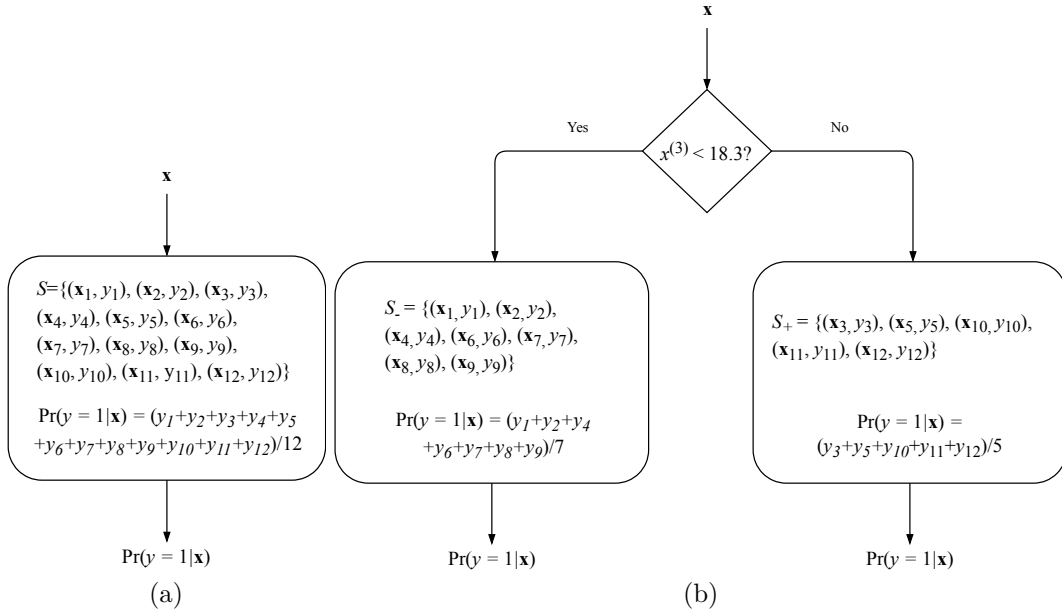 x
S={(x₁, y₁), (x₂, y₂), (x₃, y₃),
(x₄, y₄), (x₅, y₅), (x₆, y₆),
(x₇, y₇), (x₈, y₈), (x₉, y₉),
(x₁₀, y₁₀), (x₁₁, y₁₁), (x₁₂, y₁₂)}
Pr(y = 1|x) = (y₁+y₂+y₃+y₄+y₅
+y₆+y₇+y₈+y₉+y₁₀+y₁₁+y₁₂)/12
Pr(y = 1|x)
(a)
x
x⁽³⁾ < 18.3?
Yes
No
S₋ = {(x₁, y₁), (x₂, y₂),
(x₄, y₄), (x₆, y₆), (x₇, y₇),
(x₈, y₈), (x₉, y₉)}
Pr(y = 1|x) = (y₁+y₂+y₄
+y₆+y₇+y₈+y₉)/7
Pr(y = 1|x)
S₊ = {(x₃, y₃), (x₅, y₅), (x₁₀, y₁₀),
(x₁₁, y₁₁), (x₁₂, y₁₂)}
Pr(y = 1|x) =
(y₃+y₅+y₁₀+y₁₁+y₁₂)/5
Pr(y = 1|x)
(b)